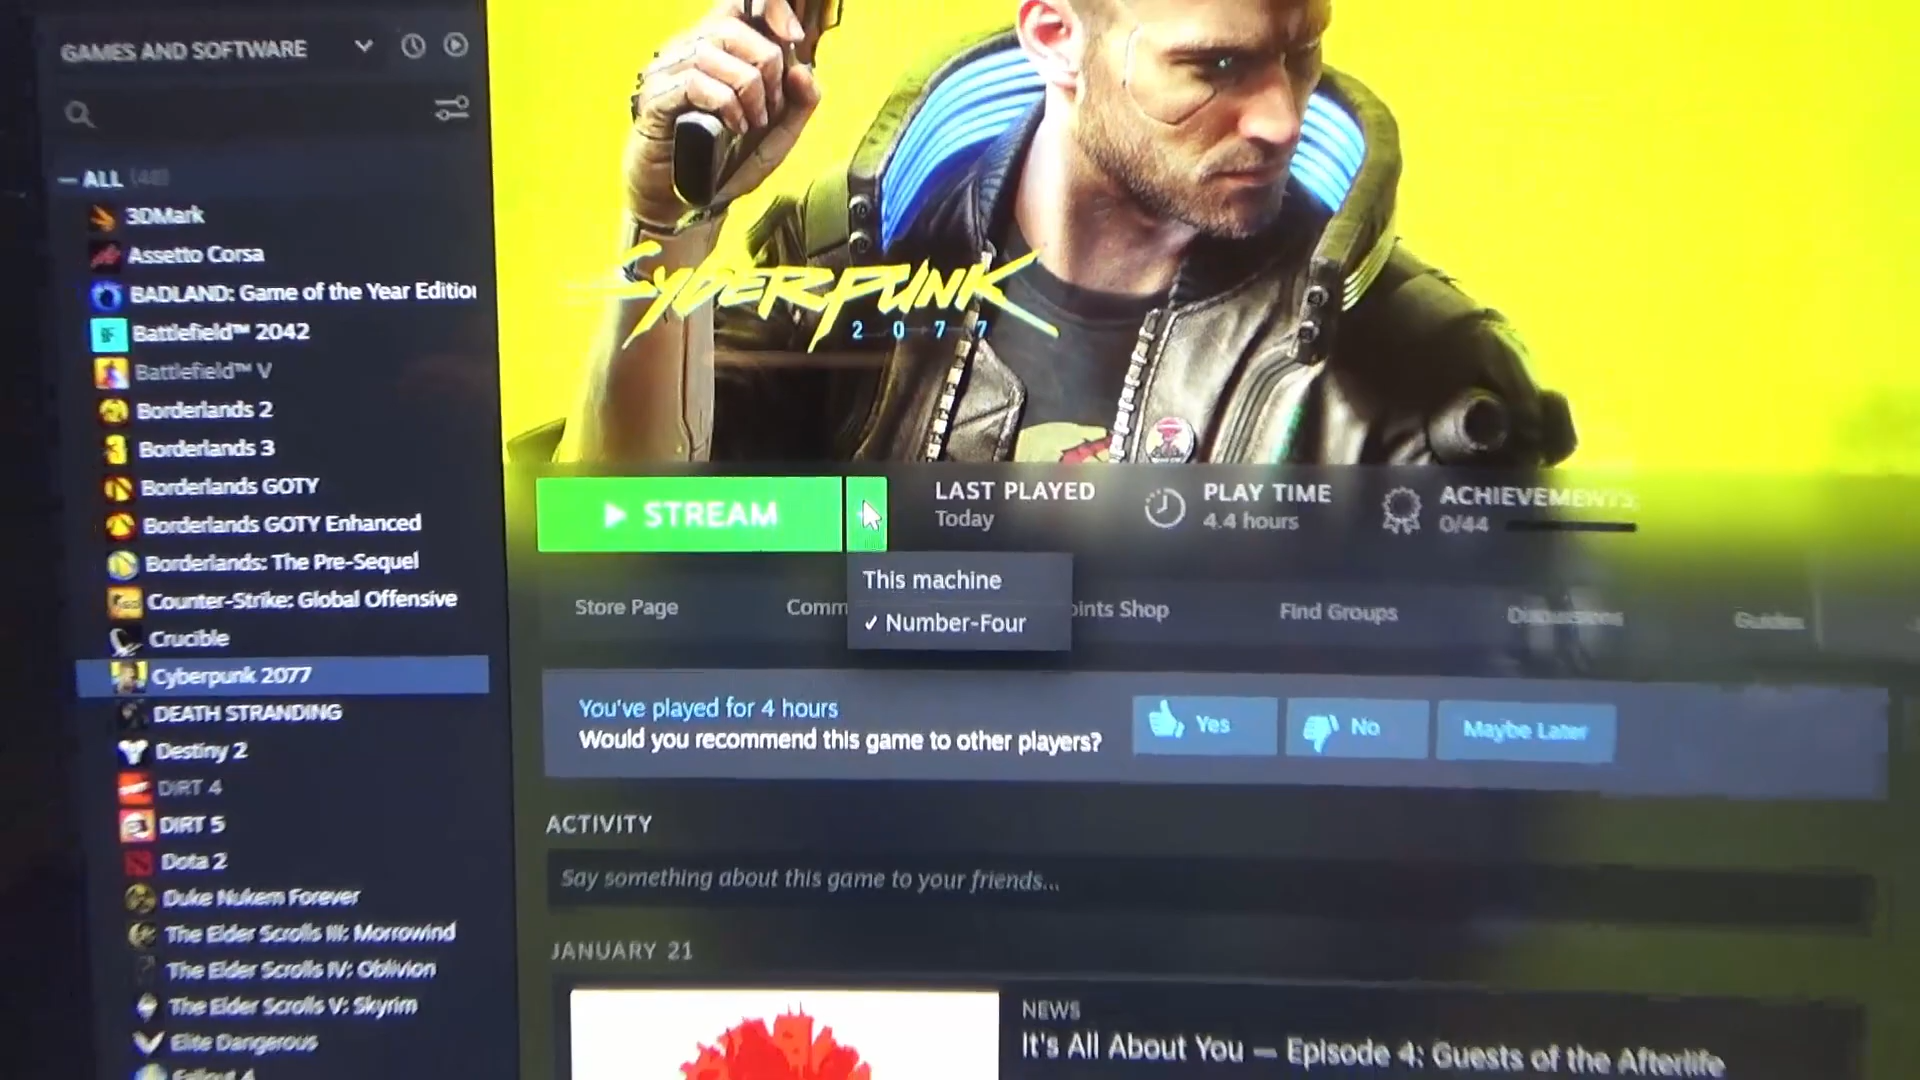 GAMES AND SOFTWARE
— ALL (48)
3DMark
Assetto Corsa
BADLAND: Game of the Year Edition
Battlefield™ 2042
Battlefield™ V
Borderlands 2
Borderlands 3
Borderlands GOTY
Borderlands GOTY Enhanced
Borderlands: The Pre-Sequel
Counter-Strike: Global Offensive
Crucible
Cyberpunk 2077
DEATH STRANDING
Destiny 2
DIRT 4
DIRT 5
Dota 2
Duke Nukem Forever
The Elder Scrolls III: Morrowind
The Elder Scrolls IV: Oblivion
The Elder Scrolls V: Skyrim
Elite Dangerous
Fallout 4
CYBERPUNK
2077
STREAM
LAST PLAYED
Today
PLAY TIME
4.4 hours
ACHIEVEMENTS
0/44
This machine
✓ Number-Four
Store Page
Comm
oints Shop
Find Groups
Discussions
Guides
You've played for 4 hours
Would you recommend this game to other players?
Yes
No
Maybe Later
ACTIVITY
Say something about this game to your friends...
JANUARY 21
NEWS
It's All About You — Episode 4: Guests of the Afterlife